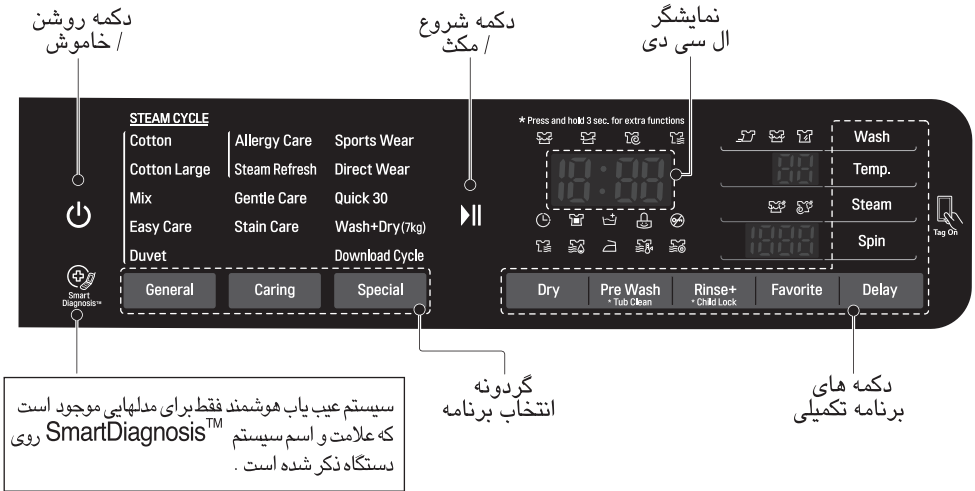 دکمه روشن
/ خاموش
دکمه شروع
/ مکث
نمایشگر
ال سی دی
STEAM CYCLE
Cotton
Cotton Large
Mix
Easy Care
Duvet
Allergy Care
Steam Refresh
Gentle Care
Stain Care
Sports Wear
Direct Wear
Quick 30
Wash+Dry(7kg)
Download Cycle
* Press and hold 3 sec. for extra functions
18:88
88
1888
Wash
Temp.
Steam
Spin
Tag On
Smart
Diagnosis™
General
Caring
Special
Dry
Pre Wash
* Tub Clean
Rinse+
* Child Lock
Favorite
Delay
گردونه
انتخاب برنامه
دکمه های
برنامه تکمیلی
سیستم عیب یاب هوشمند فقط برای مدلهایی موجود است
که علامت و اسم سیستم SmartDiagnosis™ روی
دستگاه ذکر شده است .